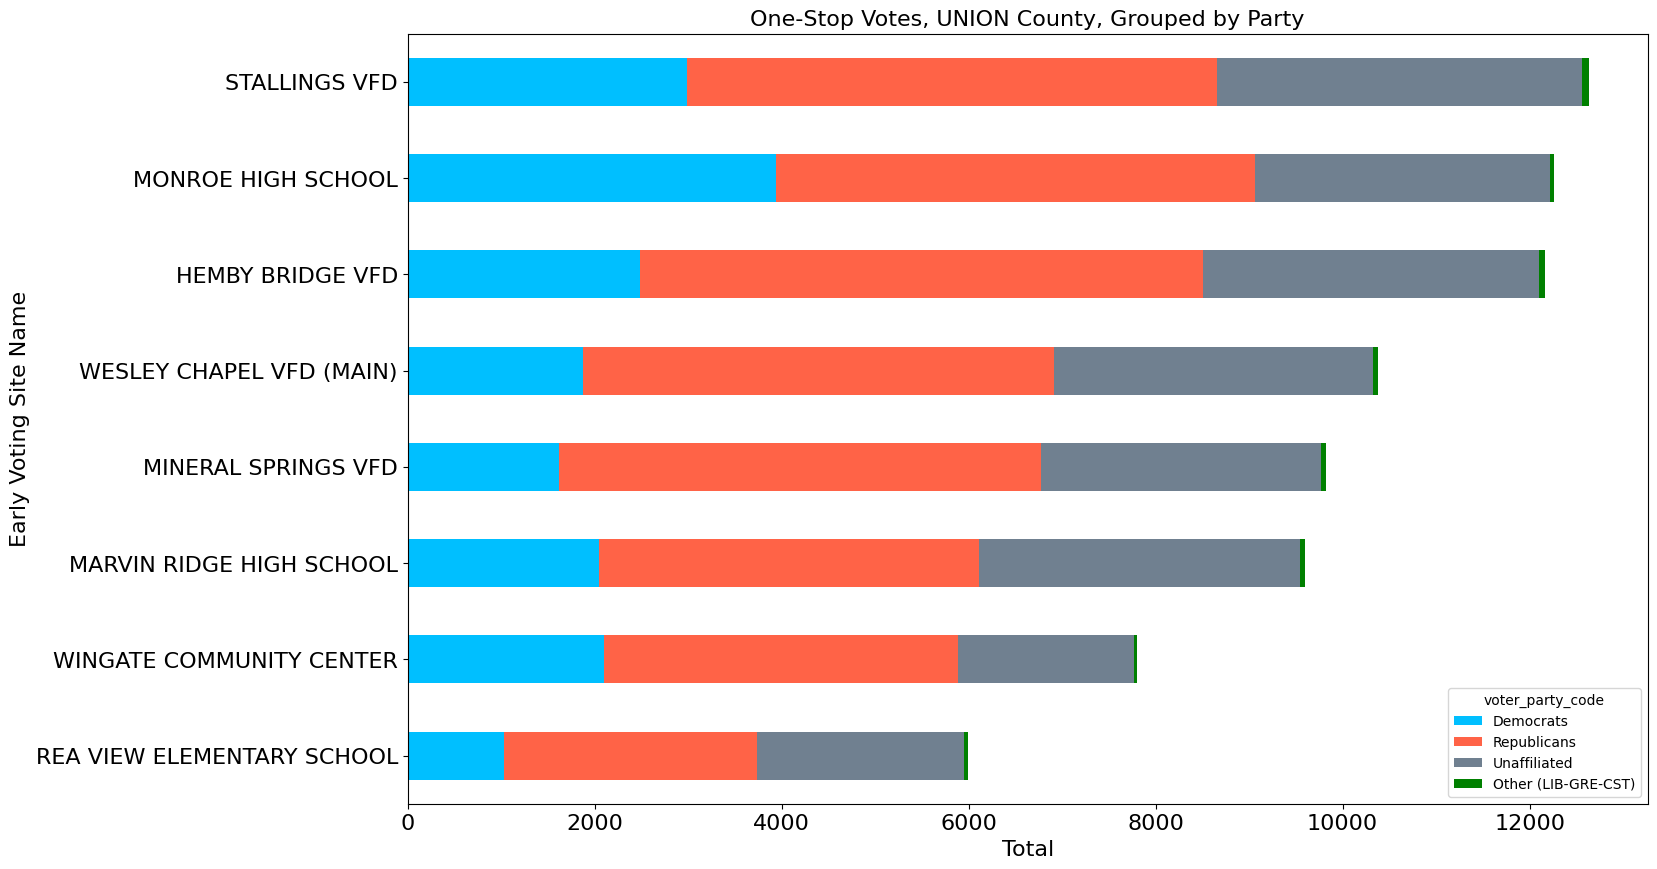 One-Stop Votes, UNION County, Grouped by Party
Early Voting Site Name
STALLINGS VFD
MONROE HIGH SCHOOL
HEMBY BRIDGE VFD
WESLEY CHAPEL VFD (MAIN)
MINERAL SPRINGS VFD
MARVIN RIDGE HIGH SCHOOL
WINGATE COMMUNITY CENTER
REA VIEW ELEMENTARY SCHOOL
voter_party_code
Democrats
Republicans
Unaffiliated
Other (LIB-GRE-CST)
0 2000 4000 6000 8000 10000 12000
Total